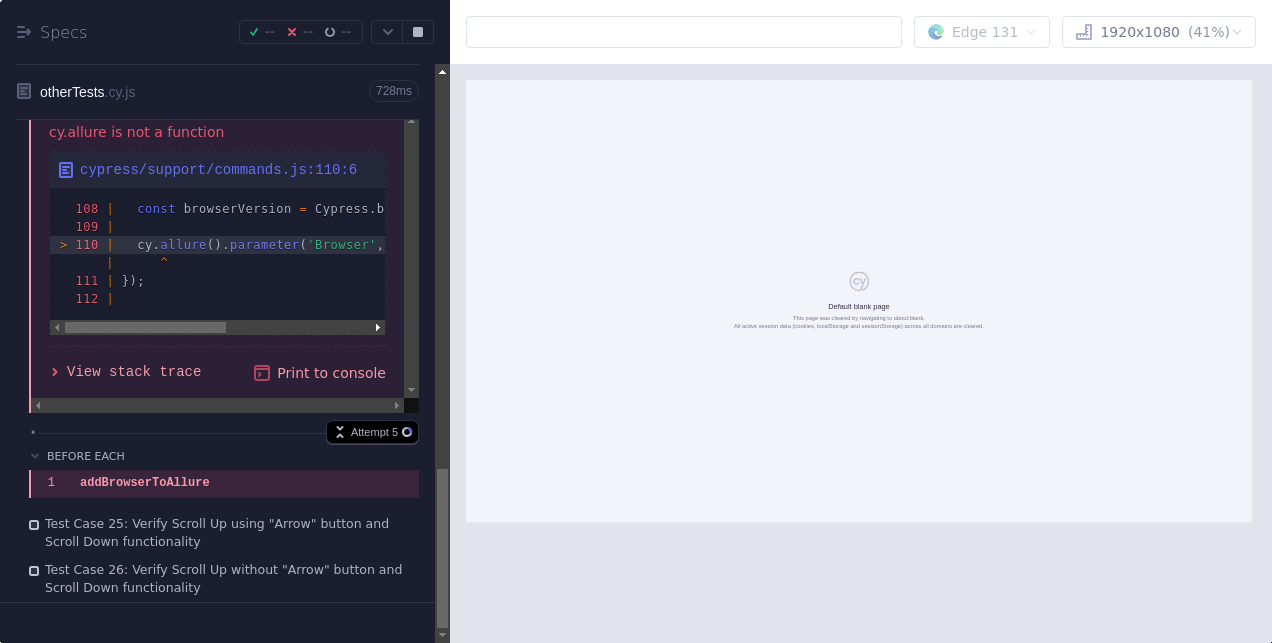 Specs
-- -- --
Edge 131
1920x1080 (41%)
otherTests.cy.js
728ms
cy.allure is not a function
cypress/support/commands.js:110:6
108 | const browserVersion = Cypress.b
109 |
> 110 | cy.allure().parameter('Browser',
| ^
111 | });
112 |
View stack trace
Print to console
Attempt 5
BEFORE EACH
1 addBrowserToAllure
Test Case 25: Verify Scroll Up using "Arrow" button and
Scroll Down functionality
Test Case 26: Verify Scroll Up without "Arrow" button and
Scroll Down functionality
cy
Default blank page
This page was cleared by navigating to about:blank.
All active session data (cookies, localStorage and sessionStorage) across all domains are cleared.